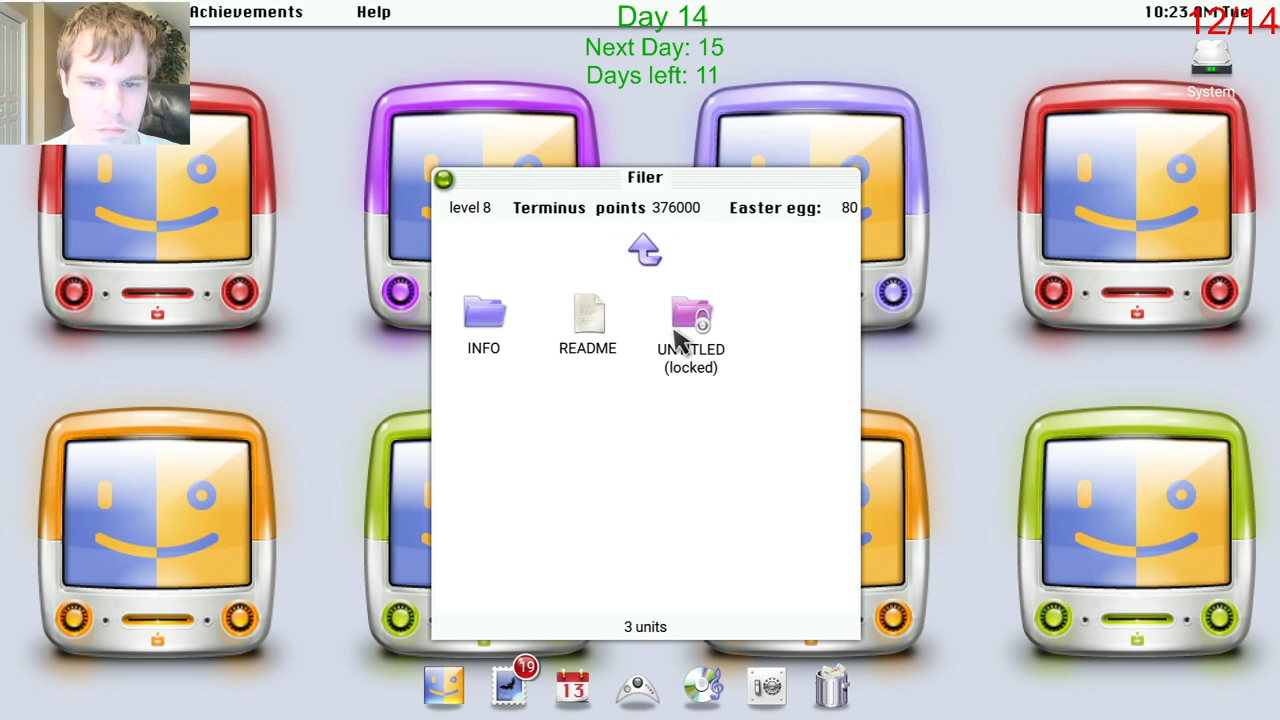 Achievements Help
Day 14
Next Day: 15
Days left: 11
10:23 AM Tue
12/14
System
Filer
level 8 Terminus points 376000 Easter egg: 80
INFO
README
(locked)
3 units
19
13